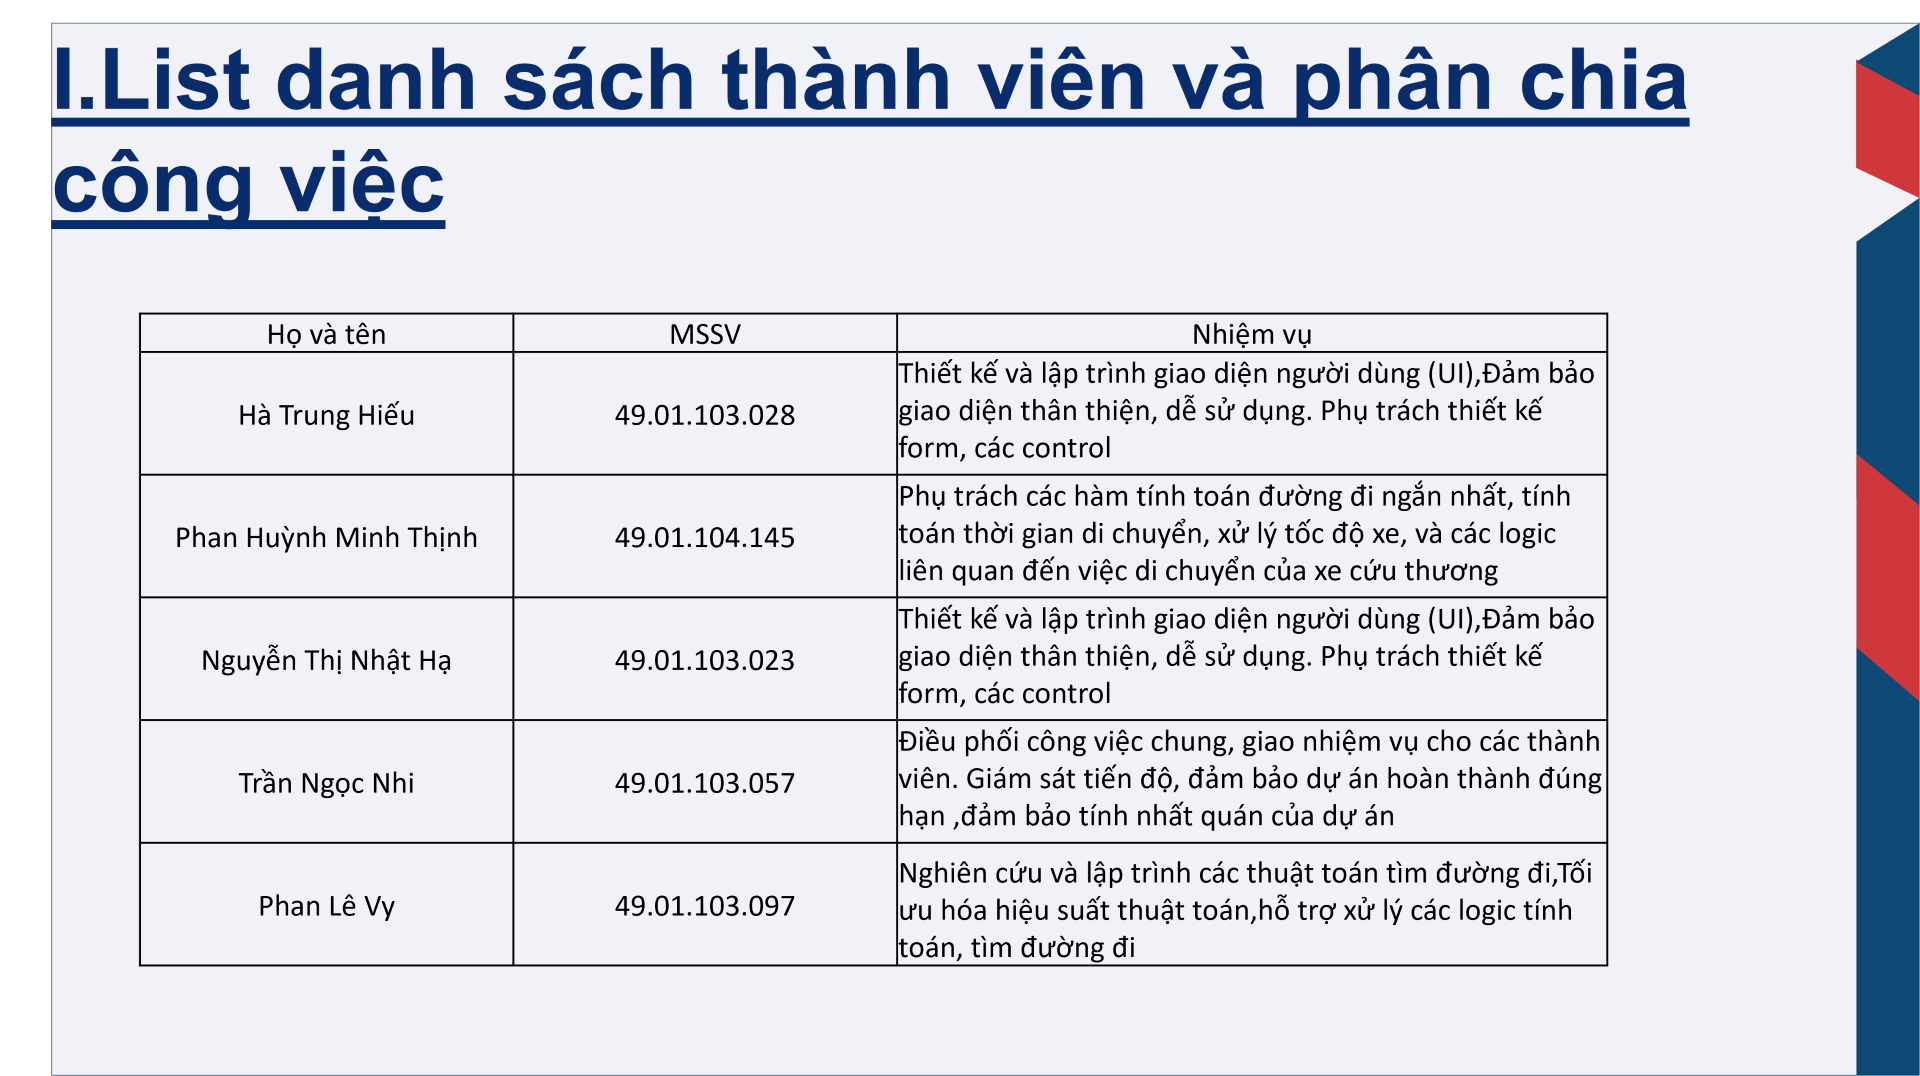 I.List danh sách thành viên và phân chia
công việc
Họ và tên MSSV Nhiệm vụ
Hà Trung Hiếu 49.01.103.028
Thiết kế và lập trình giao diện người dùng (UI),Đảm bảo
giao diện thân thiện, dễ sử dụng. Phụ trách thiết kế
form, các control
Phan Huỳnh Minh Thịnh 49.01.104.145
Phụ trách các hàm tính toán đường đi ngắn nhất, tính
toán thời gian di chuyển, xử lý tốc độ xe, và các logic
liên quan đến việc di chuyển của xe cứu thương
Nguyễn Thị Nhật Hạ 49.01.103.023
Thiết kế và lập trình giao diện người dùng (UI),Đảm bảo
giao diện thân thiện, dễ sử dụng. Phụ trách thiết kế
form, các control
Trần Ngọc Nhi 49.01.103.057
Điều phối công việc chung, giao nhiệm vụ cho các thành
viên. Giám sát tiến độ, đảm bảo dự án hoàn thành đúng
hạn ,đảm bảo tính nhất quán của dự án
Phan Lê Vy 49.01.103.097
Nghiên cứu và lập trình các thuật toán tìm đường đi,Tối
ưu hóa hiệu suất thuật toán,hỗ trợ xử lý các logic tính
toán, tìm đường đi